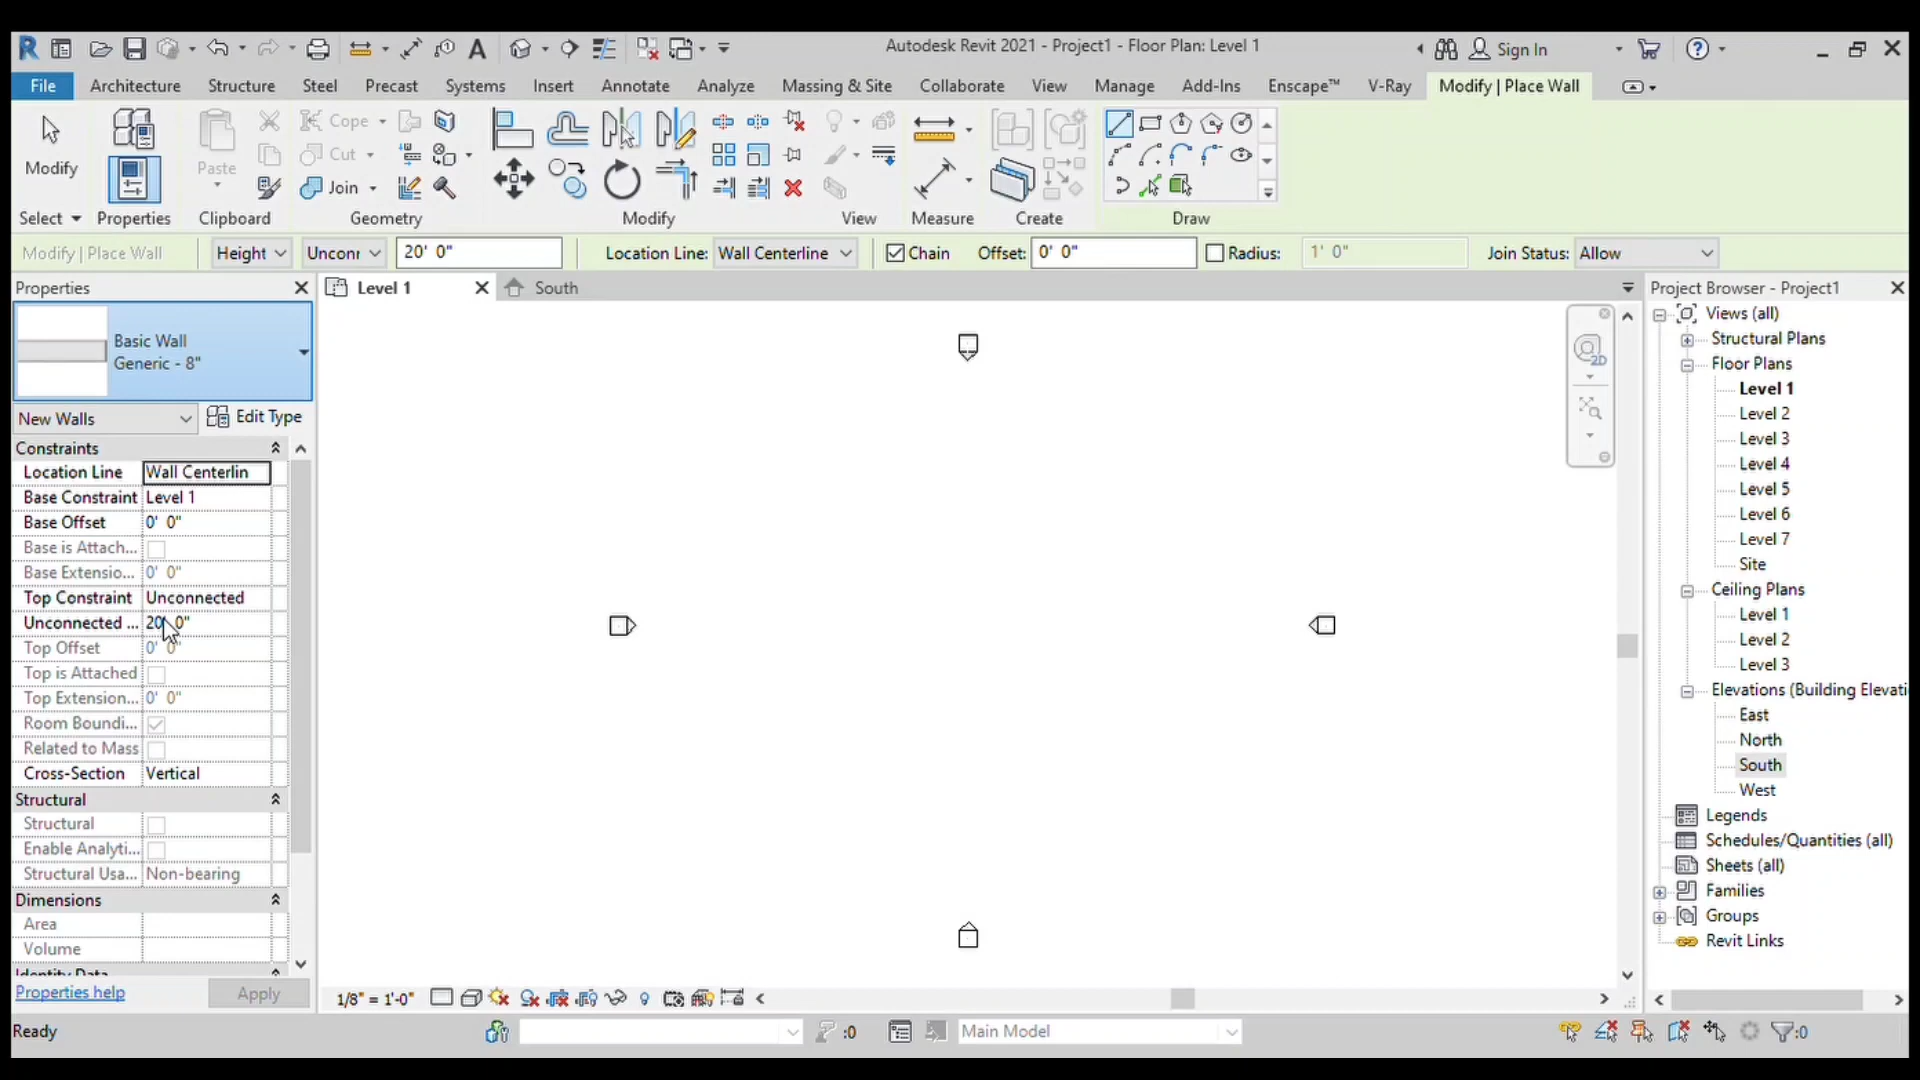 Autodesk Revit 2021 - Project1 - Floor Plan: Level 1
Sign In
File Architecture Structure Steel Precast Systems Insert Annotate Analyze Massing & Site Collaborate View Manage Add-Ins Enscape™ V-Ray Modify | Place Wall
Modify
Paste
Cope
Cut
Join
Select Properties Clipboard Geometry Modify View Measure Create Draw
Modify | Place Wall Height Unconr 20' 0" Location Line: Wall Centerline Chain Offset: 0' 0" Radius: 1' 0" Join Status: Allow
Properties
Basic Wall
Generic - 8"
New Walls Edit Type
Constraints
Location Line Wall Centerlin
Base Constraint Level 1
Base Offset 0' 0"
Base is Attach...
Base Extensio... 0' 0"
Top Constraint Unconnected
Unconnected ... 20' 0"
Top Offset 0' 0"
Top is Attached
Top Extension... 0' 0"
Room Boundi...
Related to Mass
Cross-Section Vertical
Structural
Structural
Enable Analyti...
Structural Usa... Non-bearing
Dimensions
Area
Volume
Identity Data
Properties help Apply
Level 1 South
2D
1/8" = 1'-0"
Project Browser - Project1
Views (all)
Structural Plans
Floor Plans
Level 1
Level 2
Level 3
Level 4
Level 5
Level 6
Level 7
Site
Ceiling Plans
Level 1
Level 2
Level 3
Elevations (Building Elevati
East
North
South
West
Legends
Schedules/Quantities (all)
Sheets (all)
Families
Groups
Revit Links
Ready :0 Main Model :0